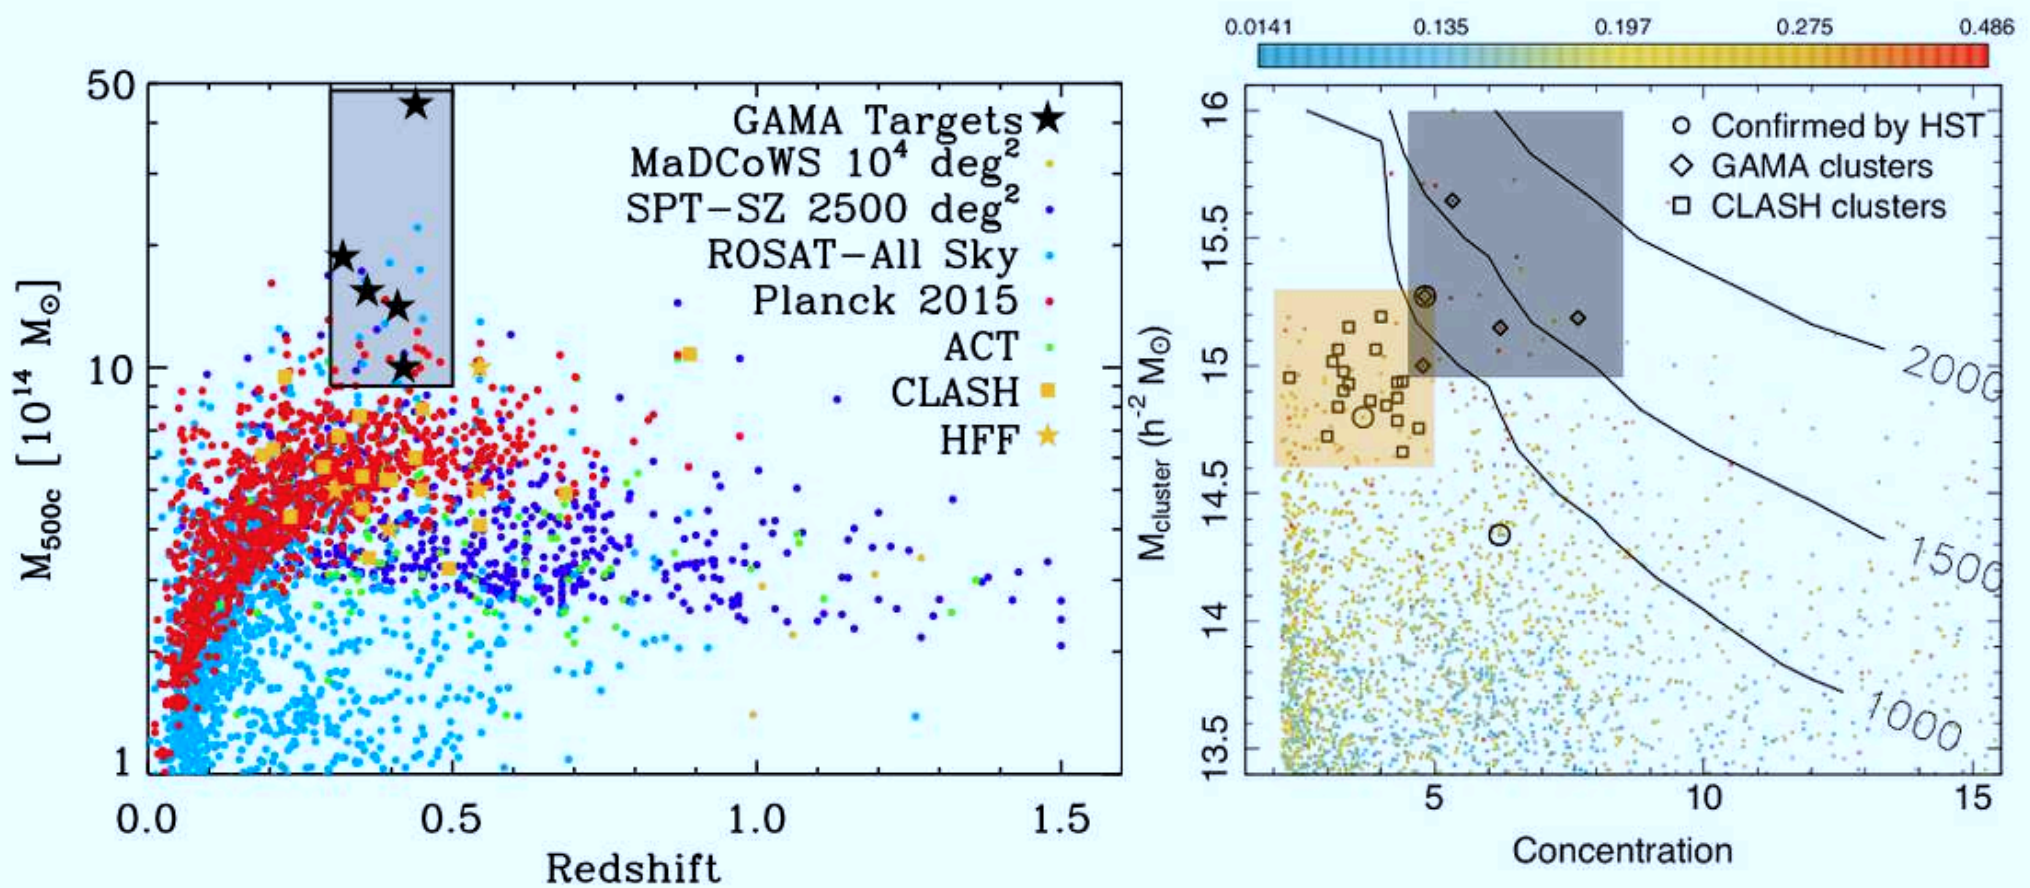 50
10
1
M500c [10^14 M⊙]
0.0 0.5 1.0 1.5
Redshift
GAMA Targets
MaDCoWS 10^4 deg^2
SPT-SZ 2500 deg^2
ROSAT-All Sky
Planck 2015
ACT
CLASH
HFF
0.0141 0.135 0.197 0.275 0.486
16
15.5
15
14.5
14
13.5
Mcluster (h^-2 M⊙)
Confirmed by HST
GAMA clusters
CLASH clusters
2000
1500
1000
5 10 15
Concentration